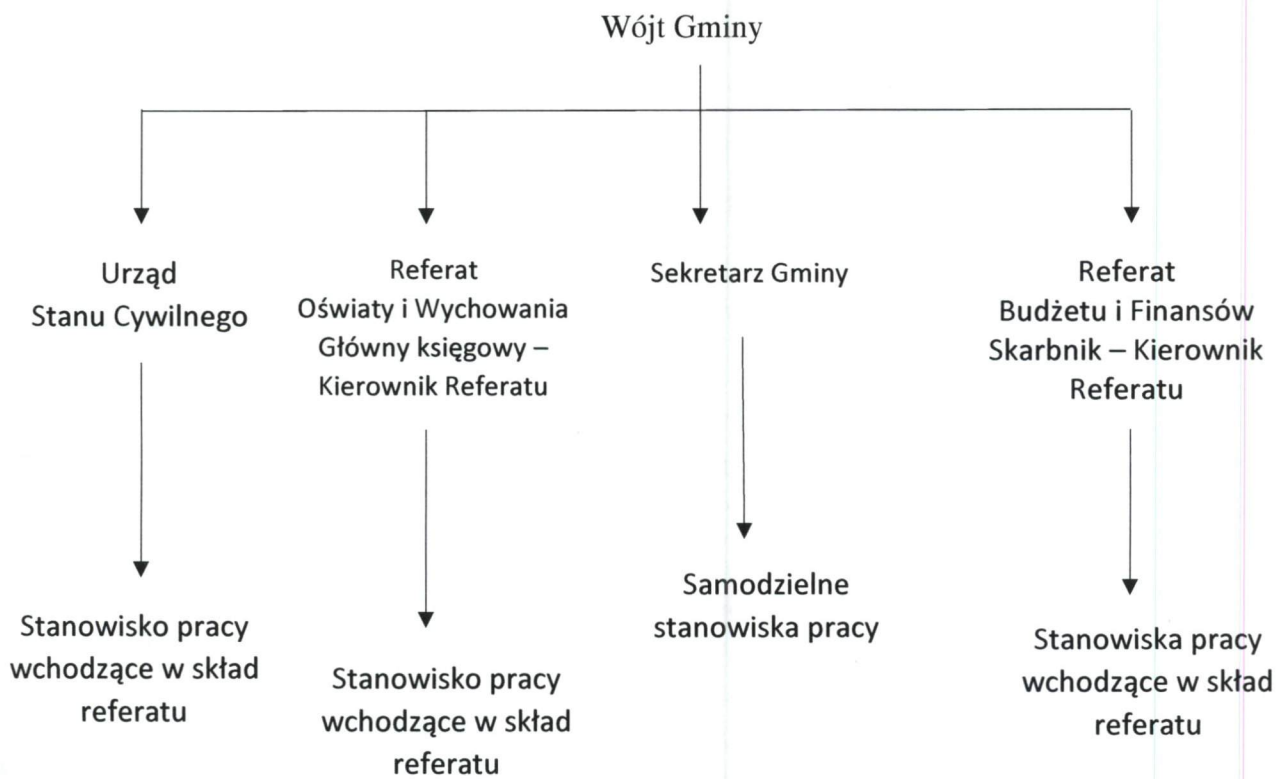 Wójt Gminy
Urząd
Stanu Cywilnego
Referat
Oświaty i Wychowania
Główny księgowy –
Kierownik Referatu
Sekretarz Gminy
Referat
Budżetu i Finansów
Skarbnik – Kierownik
Referatu
Stanowisko pracy
wchodzące w skład
referatu
Stanowisko pracy
wchodzące w skład
referatu
Samodzielne
stanowiska pracy
Stanowiska pracy
wchodzące w skład
referatu